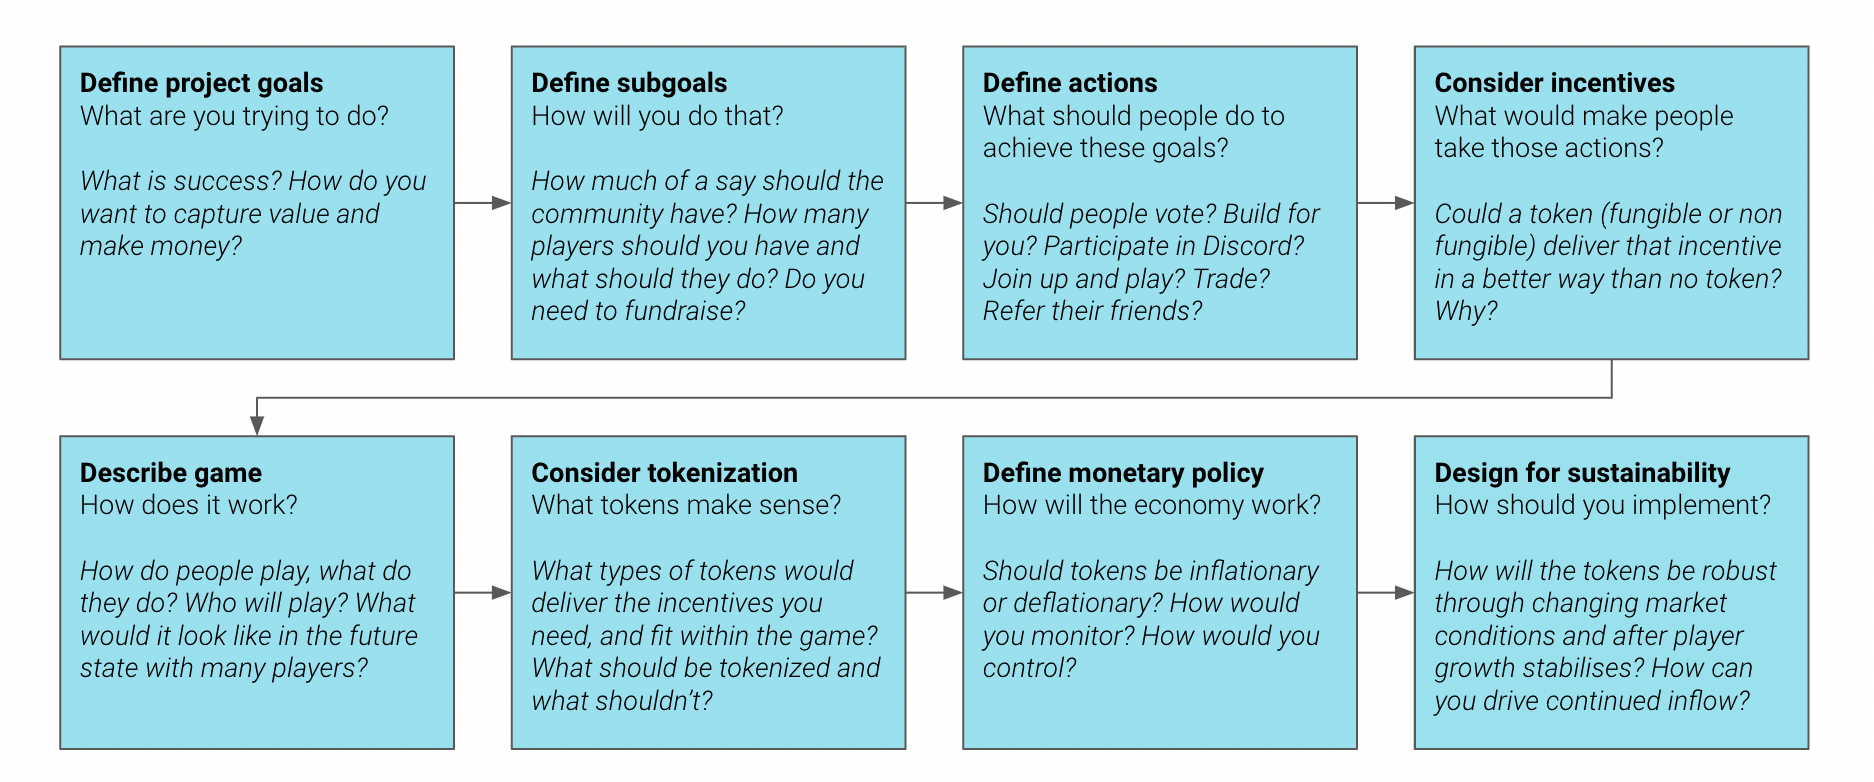 Define project goals
What are you trying to do?
What is success? How do you
want to capture value and
make money?
Define subgoals
How will you do that?
How much of a say should the
community have? How many
players should you have and
what should they do? Do you
need to fundraise?
Define actions
What should people do to
achieve these goals?
Should people vote? Build for
you? Participate in Discord?
Join up and play? Trade?
Refer their friends?
Consider incentives
What would make people
take those actions?
Could a token (fungible or non
fungible) deliver that incentive
in a better way than no token?
Why?
Describe game
How does it work?
How do people play, what do
they do? Who will play? What
would it look like in the future
state with many players?
Consider tokenization
What tokens make sense?
What types of tokens would
deliver the incentives you
need, and fit within the game?
What should be tokenized and
what shouldn't?
Define monetary policy
How will the economy work?
Should tokens be inflationary
or deflationary? How would
you monitor? How would you
control?
Design for sustainability
How should you implement?
How will the tokens be robust
through changing market
conditions and after player
growth stabilises? How can
you drive continued inflow?